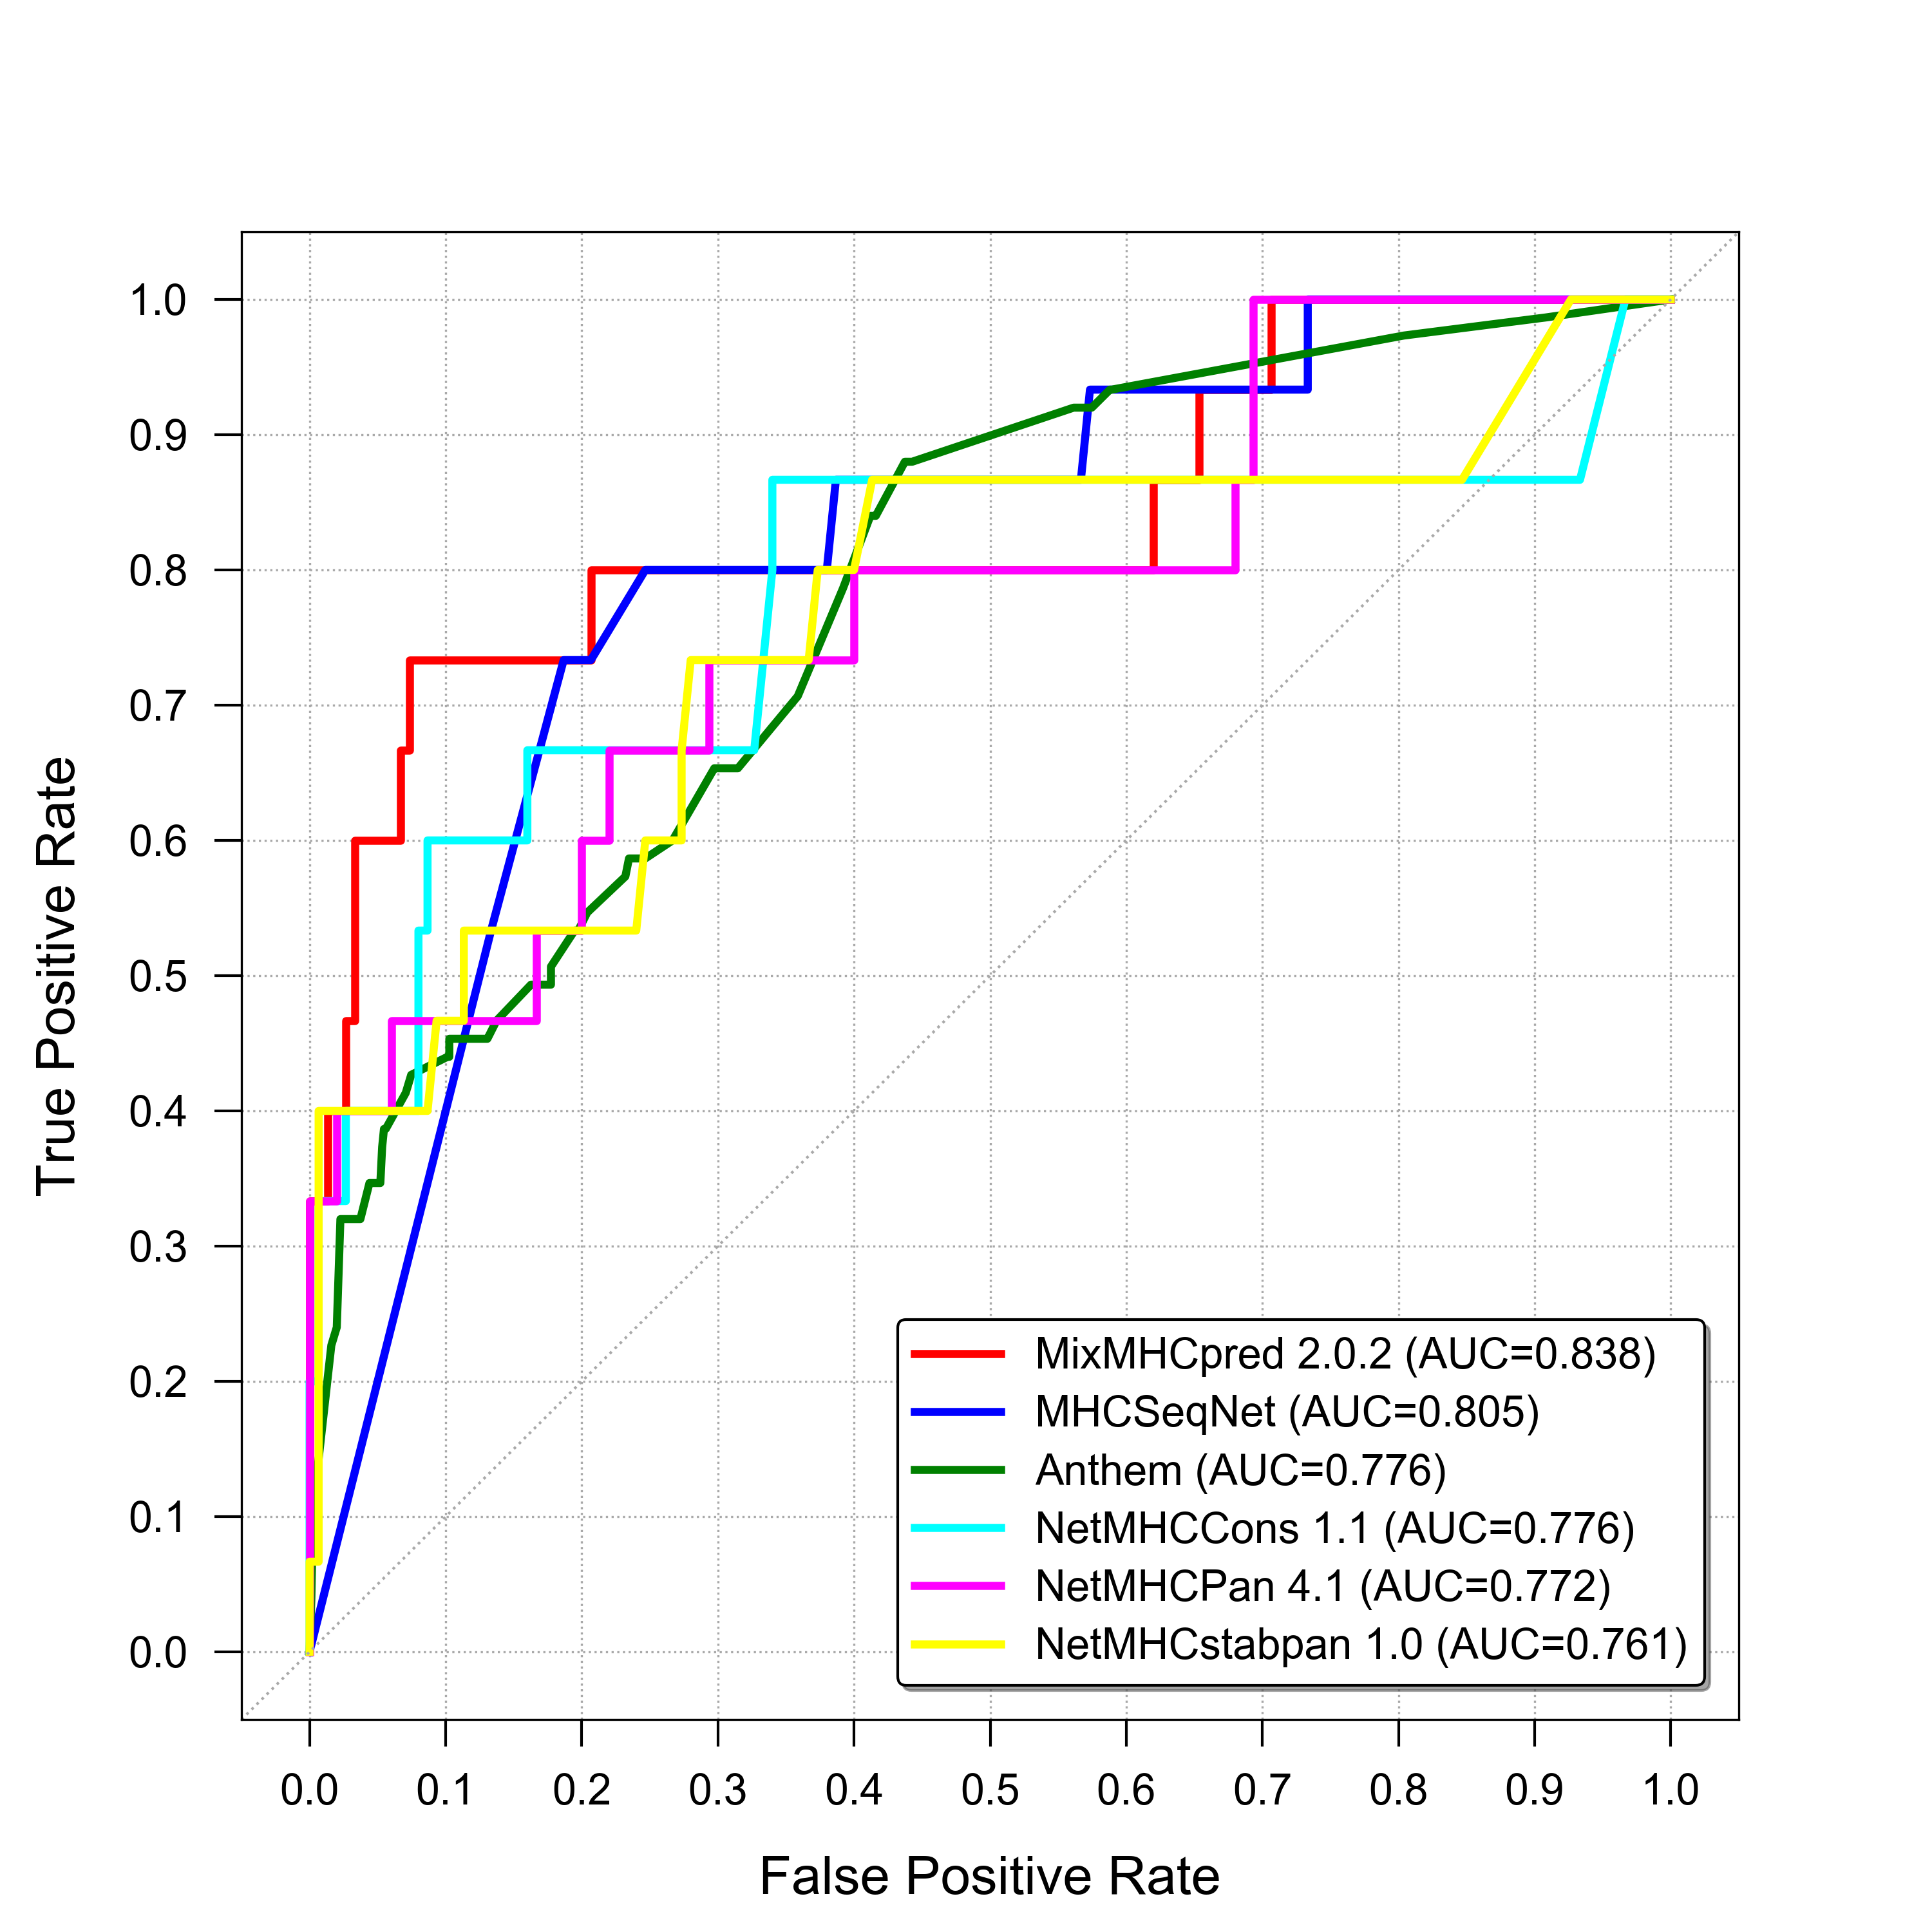 True Positive Rate
1.0
0.9
0.8
0.7
0.6
0.5
0.4
0.3
0.2
0.1
0.0
MixMHCpred 2.0.2 (AUC=0.838)
MHCSeqNet (AUC=0.805)
Anthem (AUC=0.776)
NetMHCCons 1.1 (AUC=0.776)
NetMHCPan 4.1 (AUC=0.772)
NetMHCstabpan 1.0 (AUC=0.761)
0.0 0.1 0.2 0.3 0.4 0.5 0.6 0.7 0.8 0.9 1.0
False Positive Rate